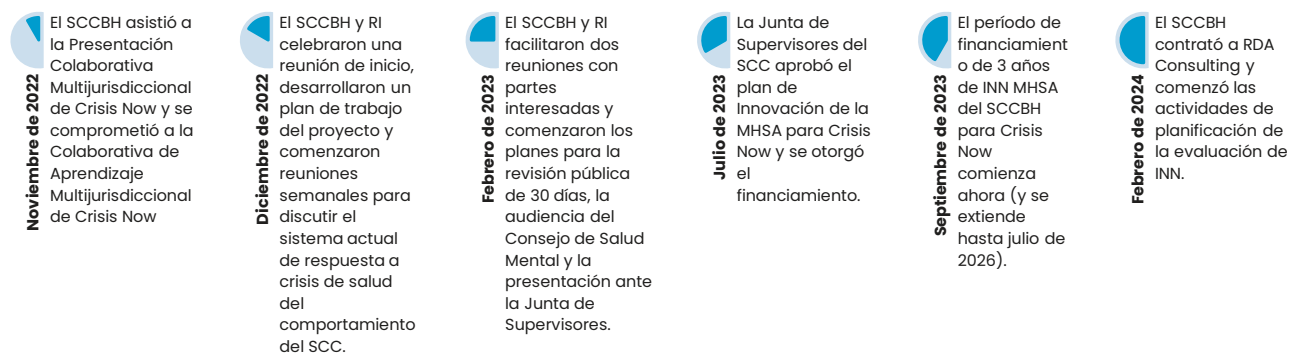 Noviembre de 2022
El SCCBH asistió a
la Presentación
Colaborativa
Multijurisdiccional
de Crisis Now y se
comprometió a la
Colaborativa de
Aprendizaje
Multijurisdiccional
de Crisis Now
Diciembre de 2022
El SCCBH y RI
celebraron una
reunión de inicio,
desarrollaron un
plan de trabajo
del proyecto y
comenzaron
reuniones
semanales para
discutir el
sistema actual
de respuesta a
crisis de salud
del
comportamiento
del SCC.
Febrero de 2023
El SCCBH y RI
facilitaron dos
reuniones con
partes
interesadas y
comenzaron los
planes para la
revisión pública
de 30 días, la
audiencia del
Consejo de Salud
Mental y la
presentación ante
la Junta de
Supervisores.
Julio de 2023
La Junta de
Supervisores del
SCC aprobó el
plan de
Innovación de la
MHSA para Crisis
Now y se otorgó
el
financiamiento.
Septiembre de 2023
El período de
financiamient
o de 3 años
de INN MHSA
del SCCBH
para Crisis
Now
comienza
ahora (y se
extiende
hasta julio de
2026).
Febrero de 2024
El SCCBH
contrató a RDA
Consulting y
comenzó las
actividades de
planificación de
la evaluación de
INN.